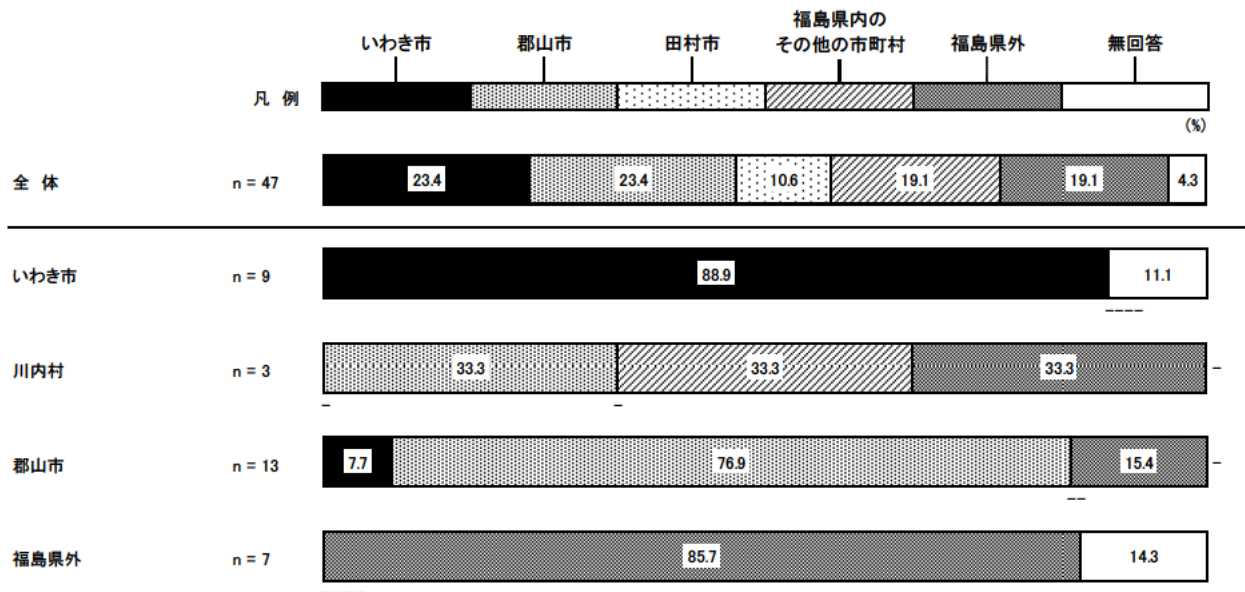 福島県内の
いわき市 郡山市 田村市 その他の市町村 福島県外 無回答
凡 例
(%)
全 体 n = 47 23.4 23.4 10.6 19.1 19.1 4.3
いわき市 n = 9 88.9 11.1
----
川内村 n = 3 33.3 33.3 33.3 -
- -
郡山市 n = 13 7.7 76.9 15.4 -
--
福島県外 n = 7 85.7 14.3
----